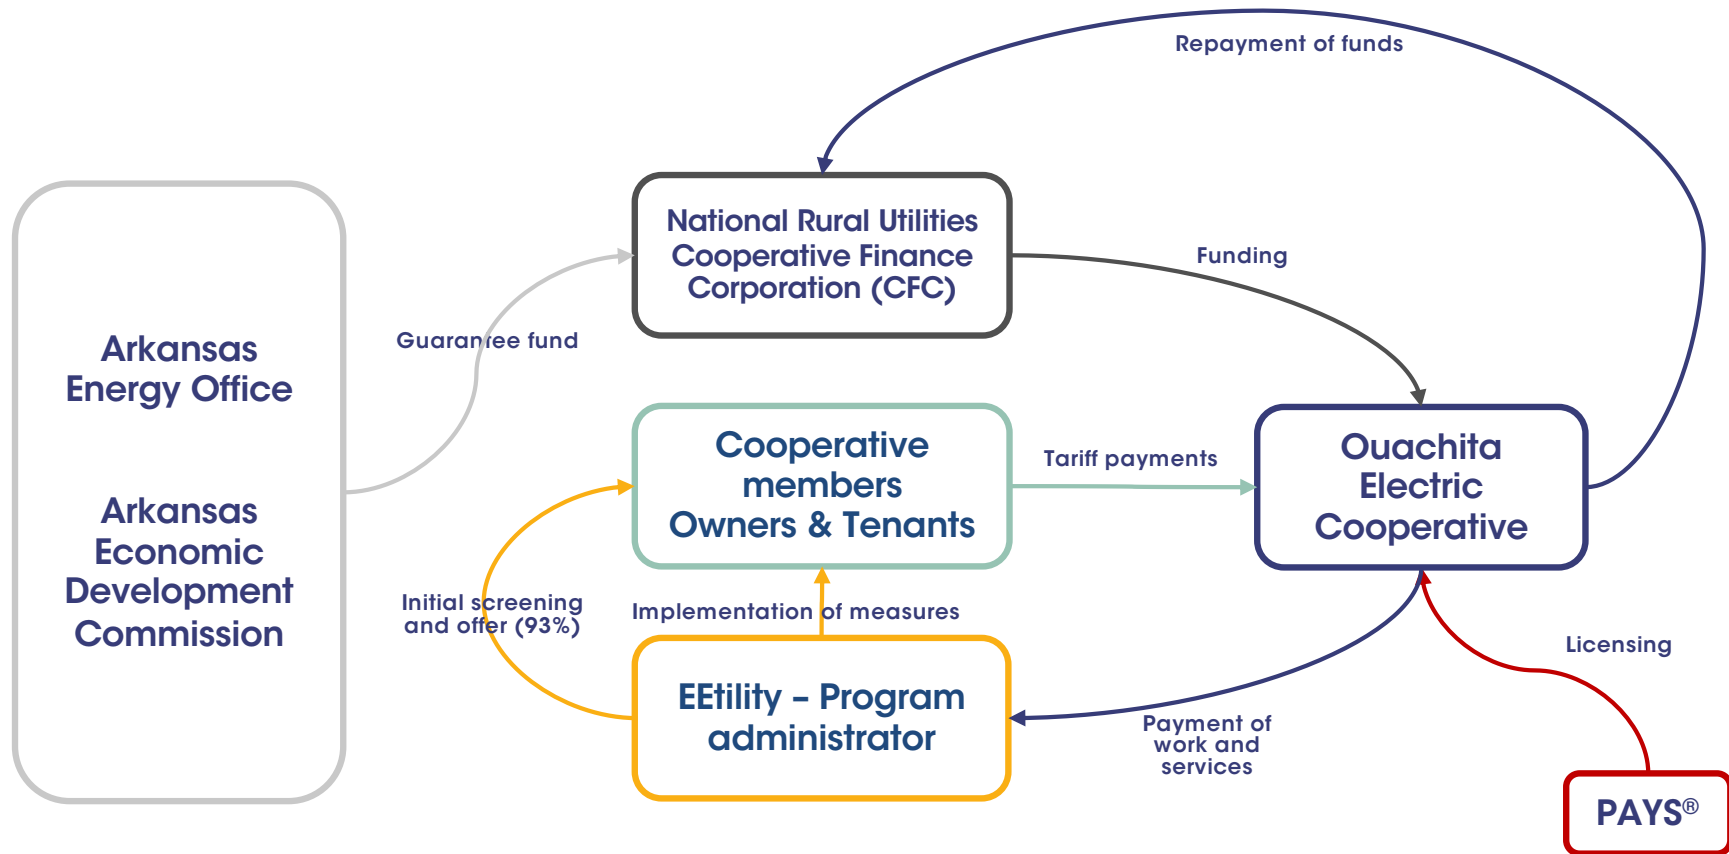 Repayment of funds
National Rural Utilities
Cooperative Finance
Corporation (CFC)
Funding
Guarantee fund
Arkansas
Energy Office
Arkansas
Economic
Development
Commission
Cooperative
members
Owners & Tenants
Tariff payments
Ouachita
Electric
Cooperative
Initial screening
and offer (93%)
Implementation of measures
Licensing
EEtility – Program
administrator
Payment of
work and
services
PAYS®